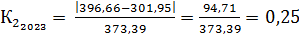 К₂₂₀₂₃ = |396,66−301,95| / 373,39 = 94,71 / 373,39 = 0,25